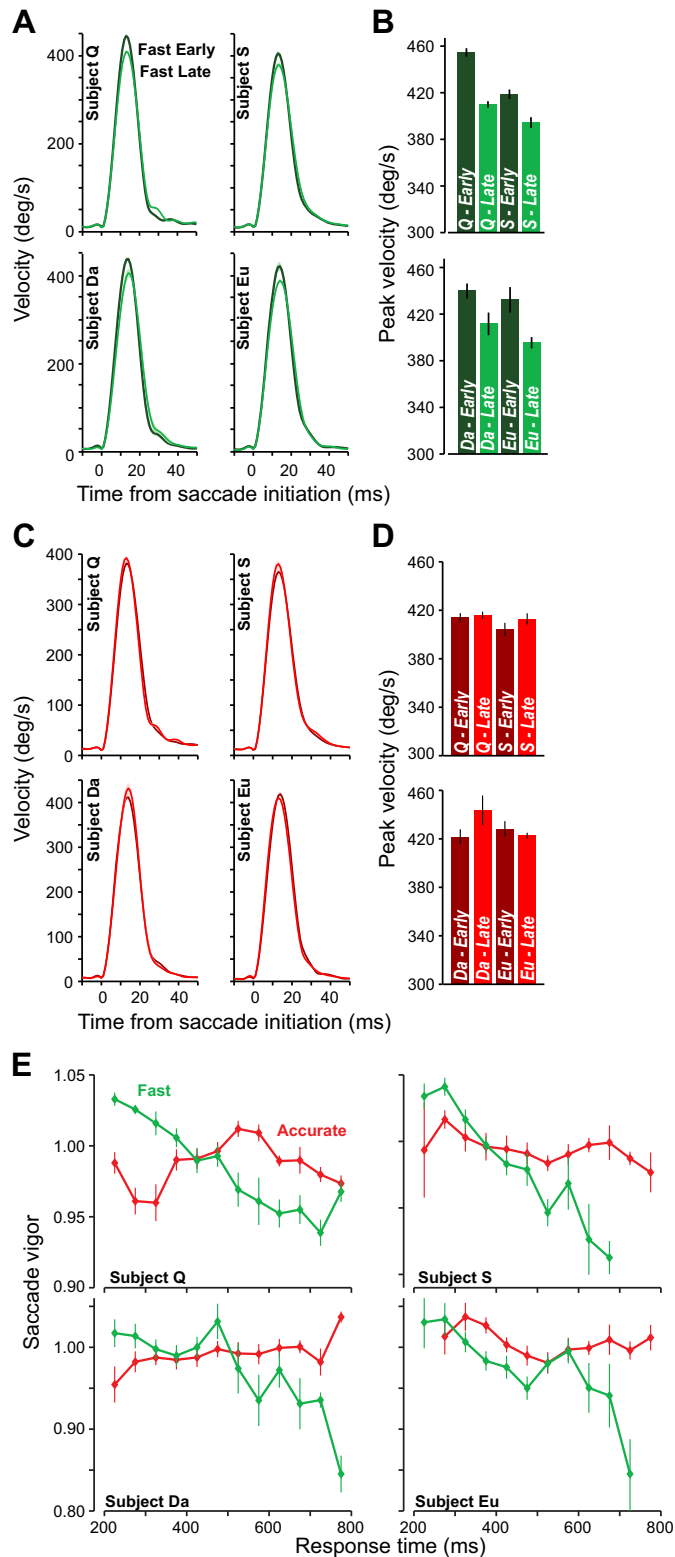 A
Subject Q
Fast Early
Fast Late
Subject S
400
200
0
Subject Da
Subject Eu
400
200
0
Velocity (deg/s)
0 20 40
0 20 40
Time from saccade initiation (ms)
B
460
420
380
340
300
Q - Early
Q - Late
S - Early
S - Late
460
420
380
340
300
Da - Early
Da - Late
Eu - Early
Eu - Late
Peak velocity (deg/s)
C
Subject Q
Subject S
400
300
200
100
0
Velocity (deg/s)
Subject Da
Subject Eu
400
300
200
100
0
Velocity (deg/s)
0 20 40
0 20 40
Time from saccade initiation (ms)
D
460
420
380
340
300
Q - Early
Q - Late
S - Early
S - Late
Peak velocity (deg/s)
460
420
380
340
300
Da - Early
Da - Late
Eu - Early
Eu - Late
Peak velocity (deg/s)
E
1.05
1.00
0.95
0.90
Fast
Accurate
Subject Q
Subject S
Saccade vigor
1.00
0.90
0.80
Subject Da
Subject Eu
200 400 600 800
200 400 600 800
Response time (ms)